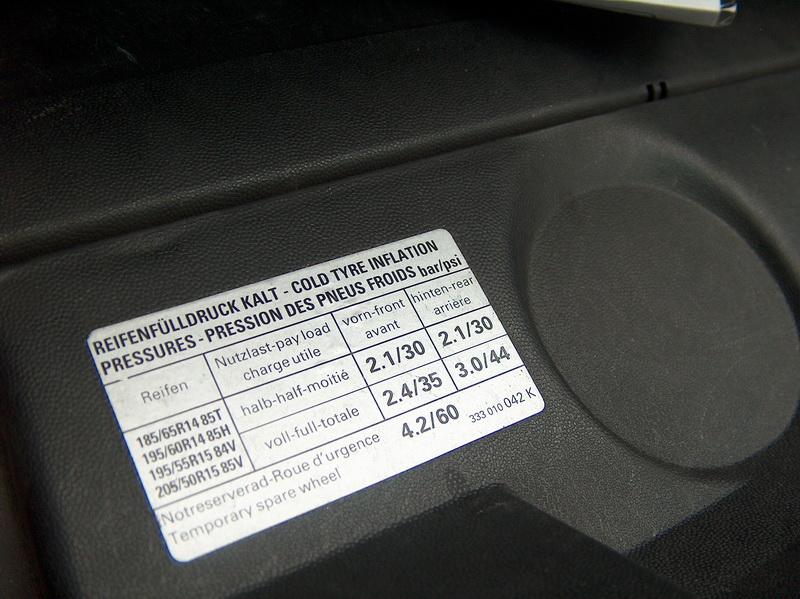 REIFENFÜLLDRUCK KALT - COLD TYRE INFLATION
PRESSURES - PRESSION DES PNEUS FROIDS bar/psi
Reifen
Nutzlast-pay load
charge utile
vorn-front
avant
hinten-rear
arrière
185/65R14 85T
195/60R14 85H
195/55R15 84V
205/50R15 85V
halb-half-moitié
2.1/30
2.1/30
voll-full-totale
2.4/35
3.0/44
Notreserverad-Roue d'urgence
Temporary spare wheel
4.2/60
333 010 042 K